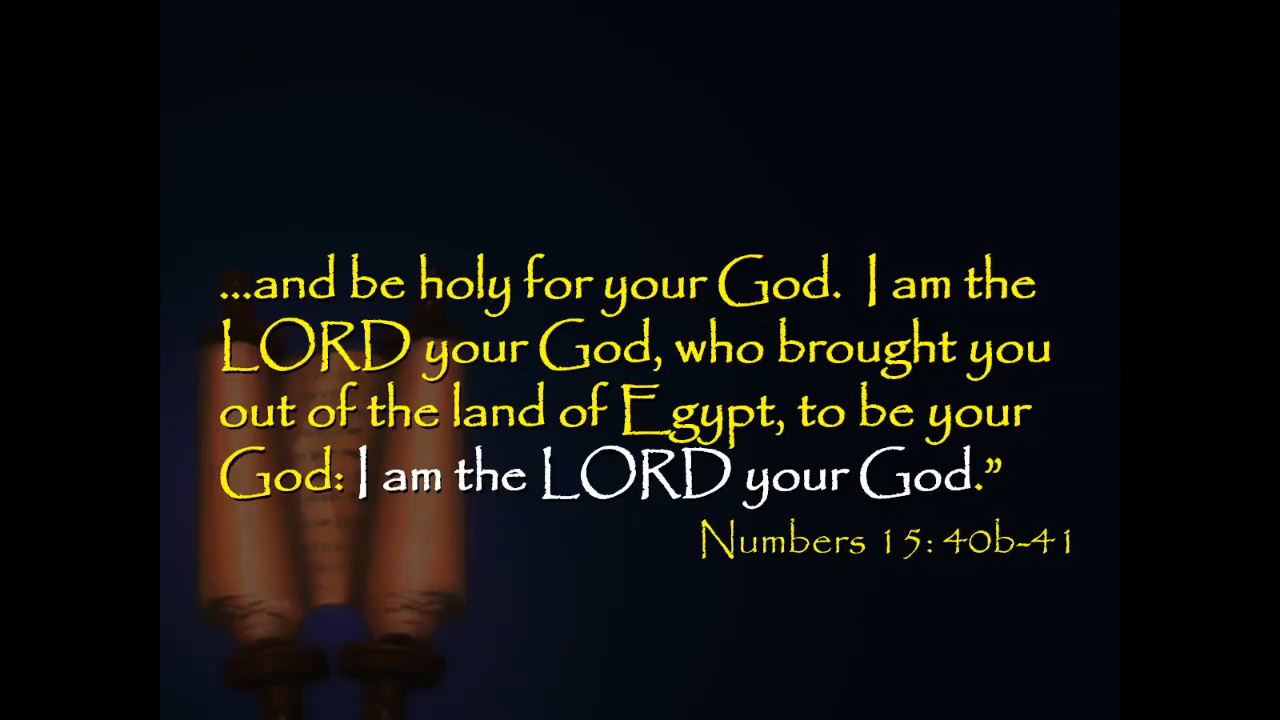 ...and be holy for your God.  I am the
LORD your God, who brought you
out of the land of Egypt, to be your
God: I am the LORD your God.”
Numbers 15: 40b-41